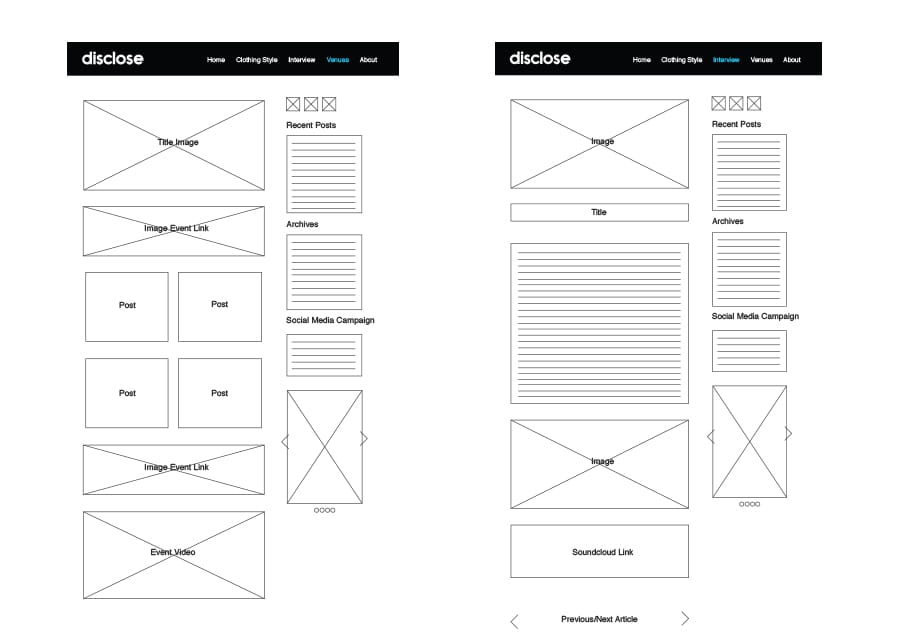 disclose
Home Clothing Style Interview Venues About
Title Image
Image Event Link
Post Post
Post Post
Image Event Link
Event Video
Recent Posts
Archives
Social Media Campaign
disclose
Home Clothing Style Interview Venues About
Image
Title
Image
Soundcloud Link
Previous/Next Article
Recent Posts
Archives
Social Media Campaign